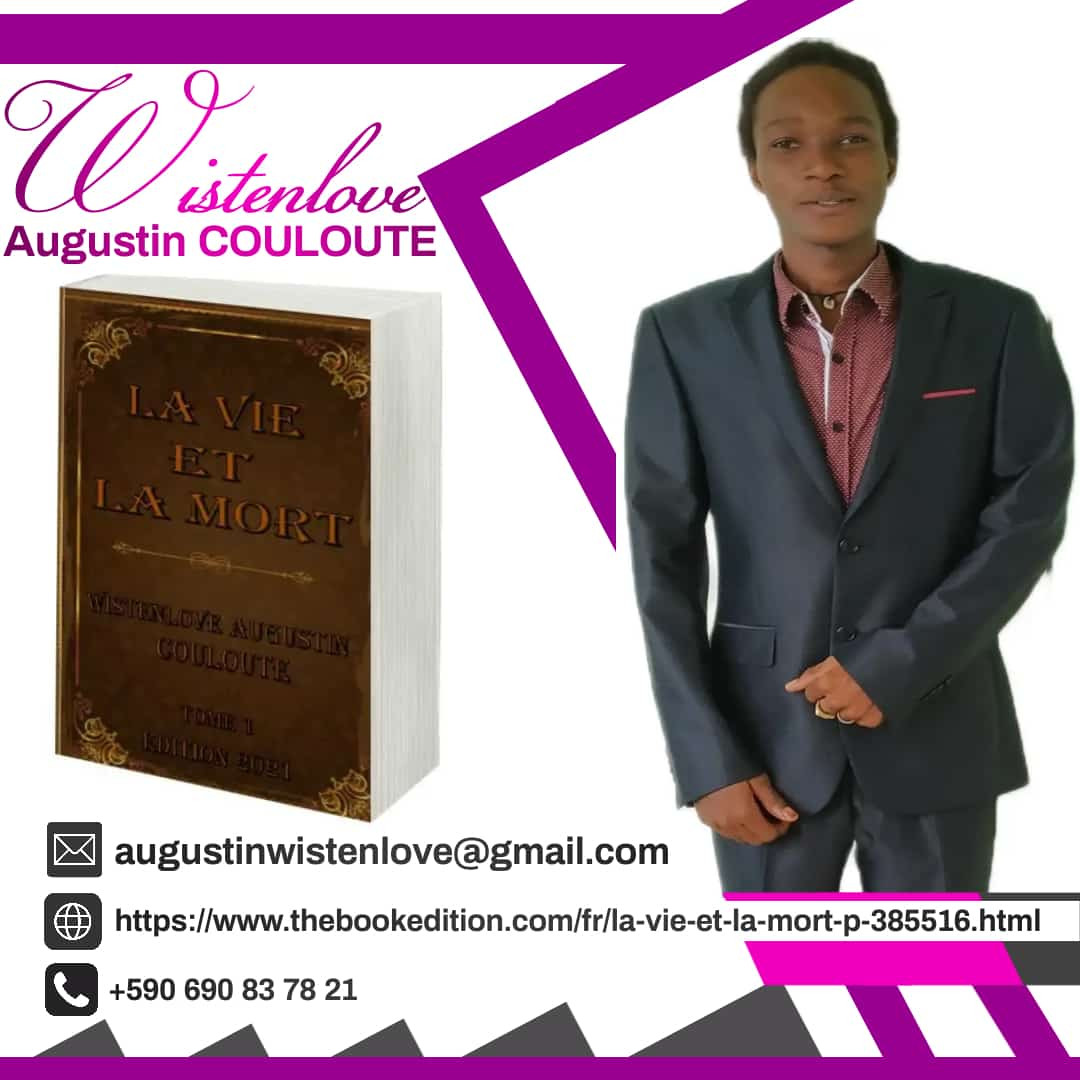 Wistenlove
Augustin COULOUTE
LA VIE
ET
LA MORT
WISTENLOVE AUGUSTIN
COULOUTE
TOME 1
EDITION 2021
augustinwistenlove@gmail.com
https://www.thebookedition.com/fr/la-vie-et-la-mort-p-385516.html
+590 690 83 78 21